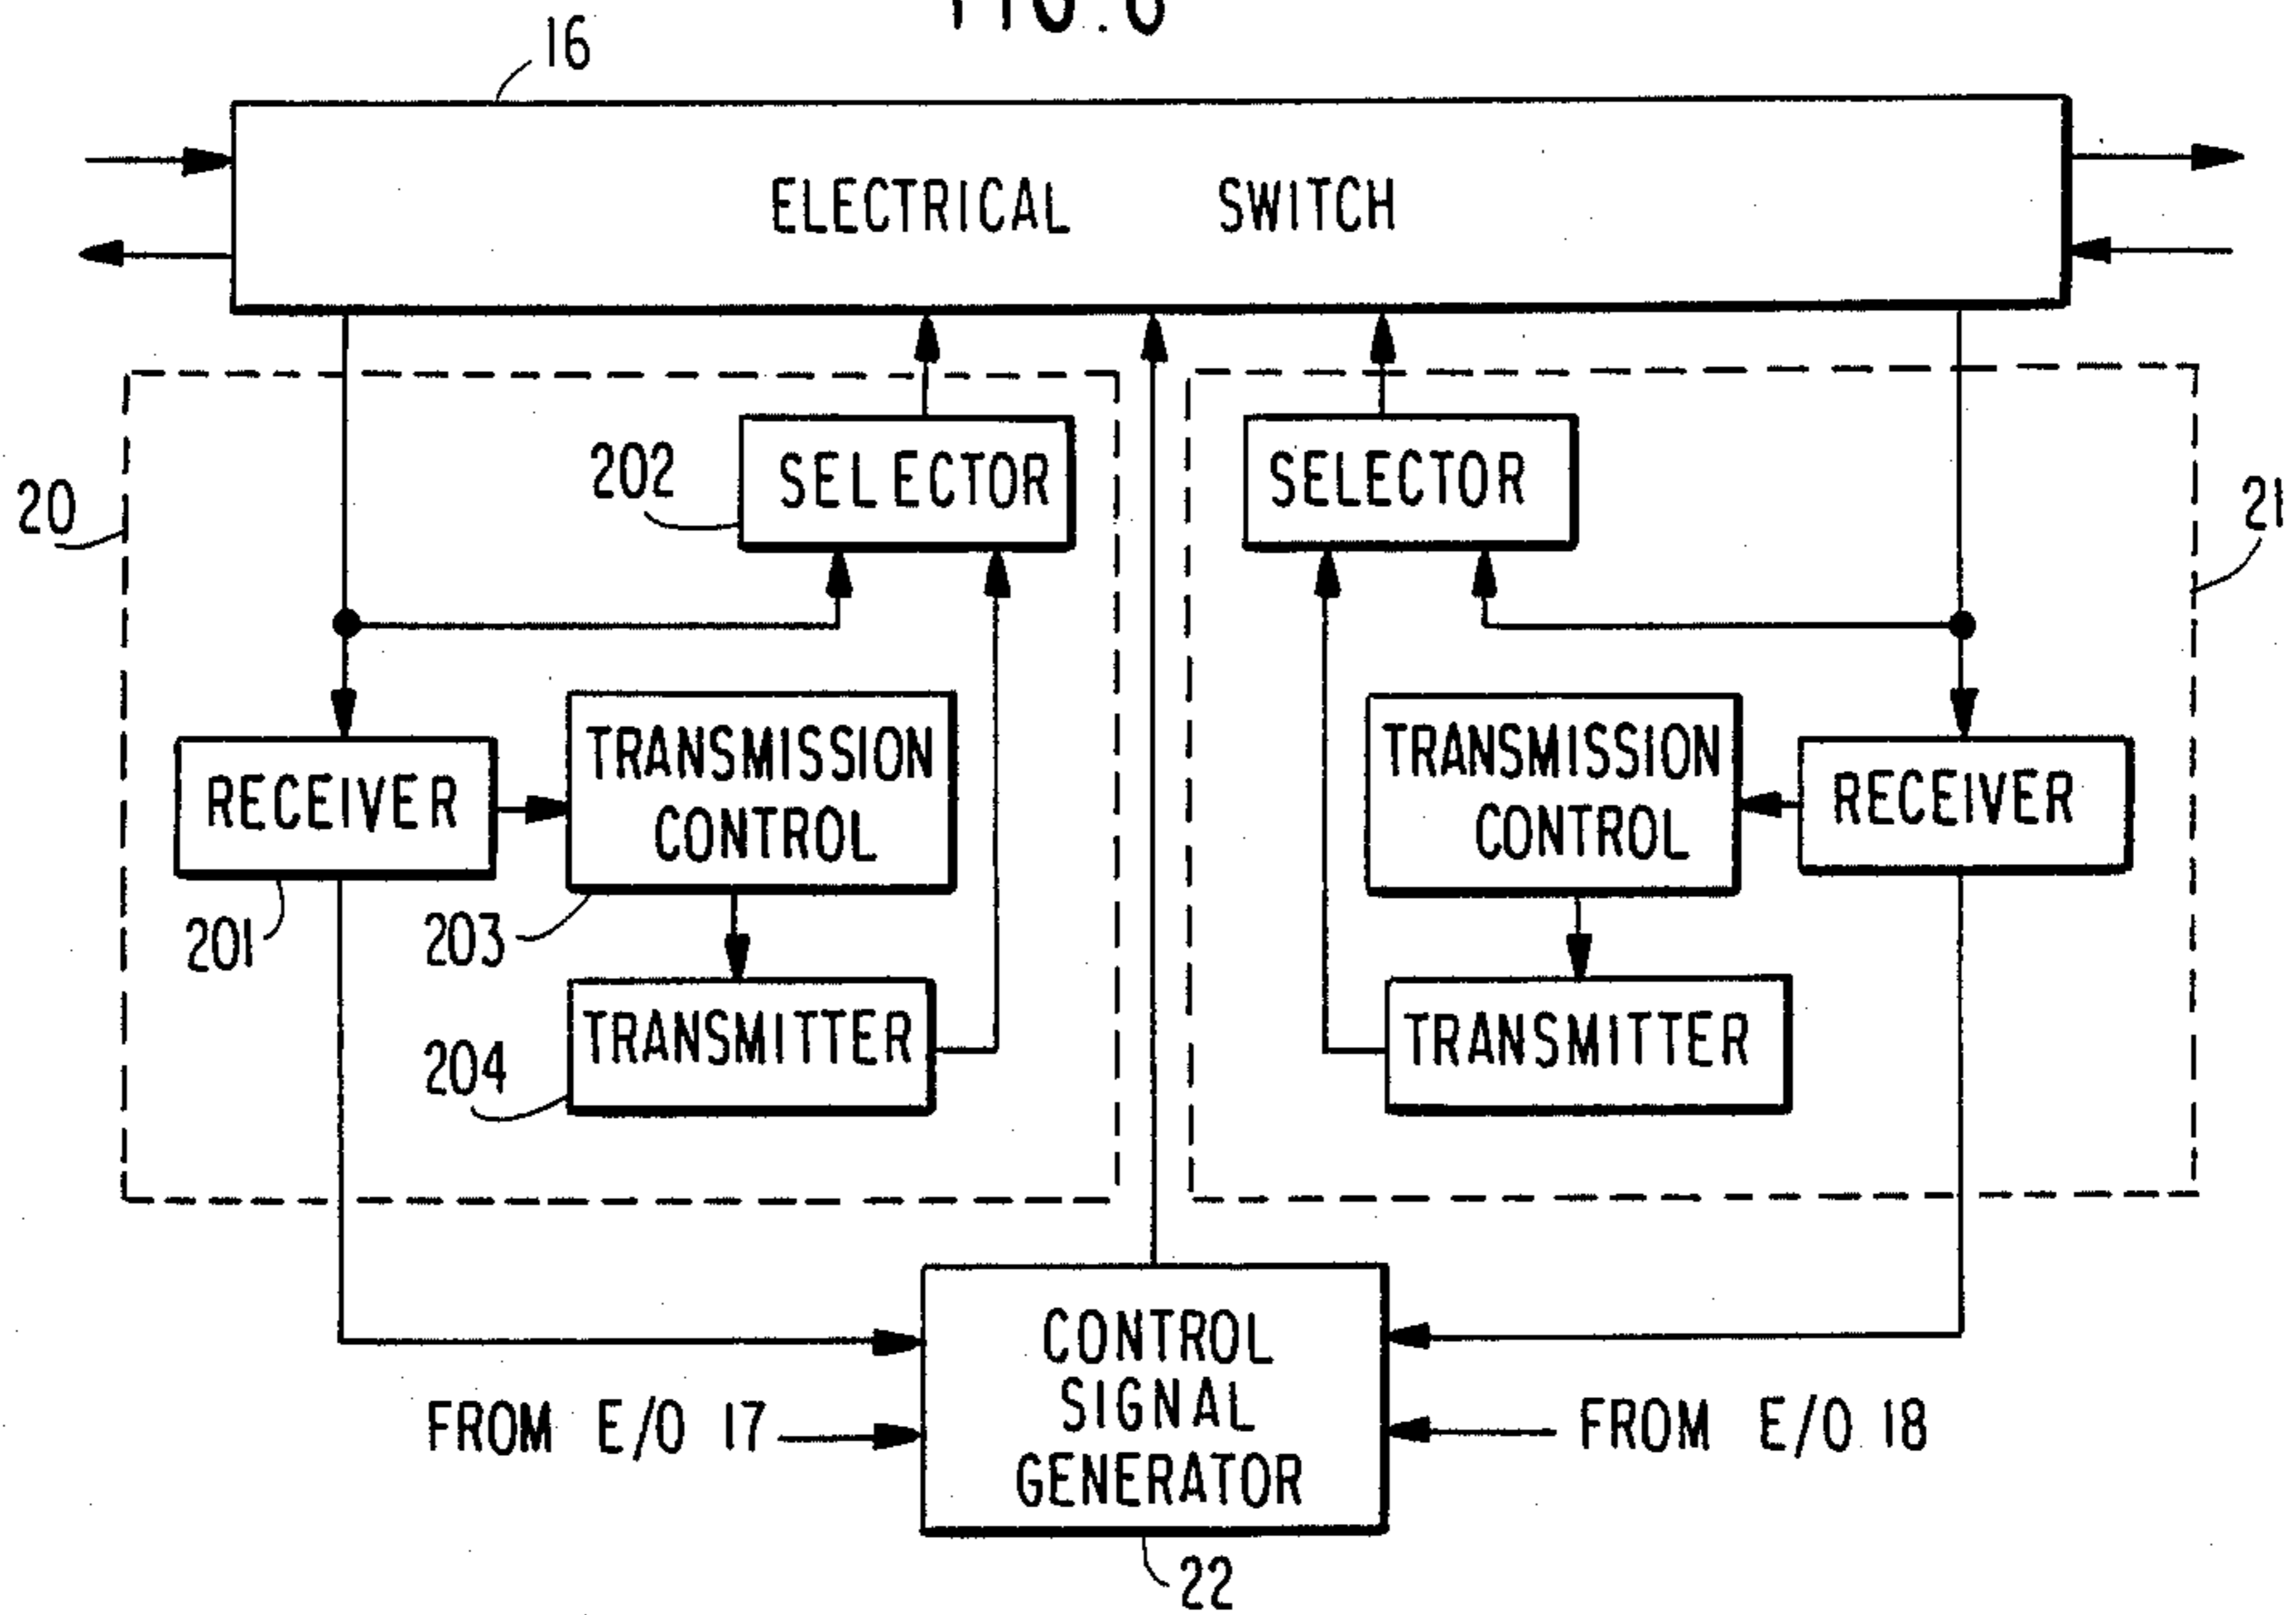 16
ELECTRICAL SWITCH
202
SELECTOR
SELECTOR
20
21
TRANSMISSION
CONTROL
TRANSMISSION
CONTROL
RECEIVER
RECEIVER
201
203
TRANSMITTER
TRANSMITTER
204
CONTROL
SIGNAL
GENERATOR
FROM E/O 17
FROM E/O 18
22